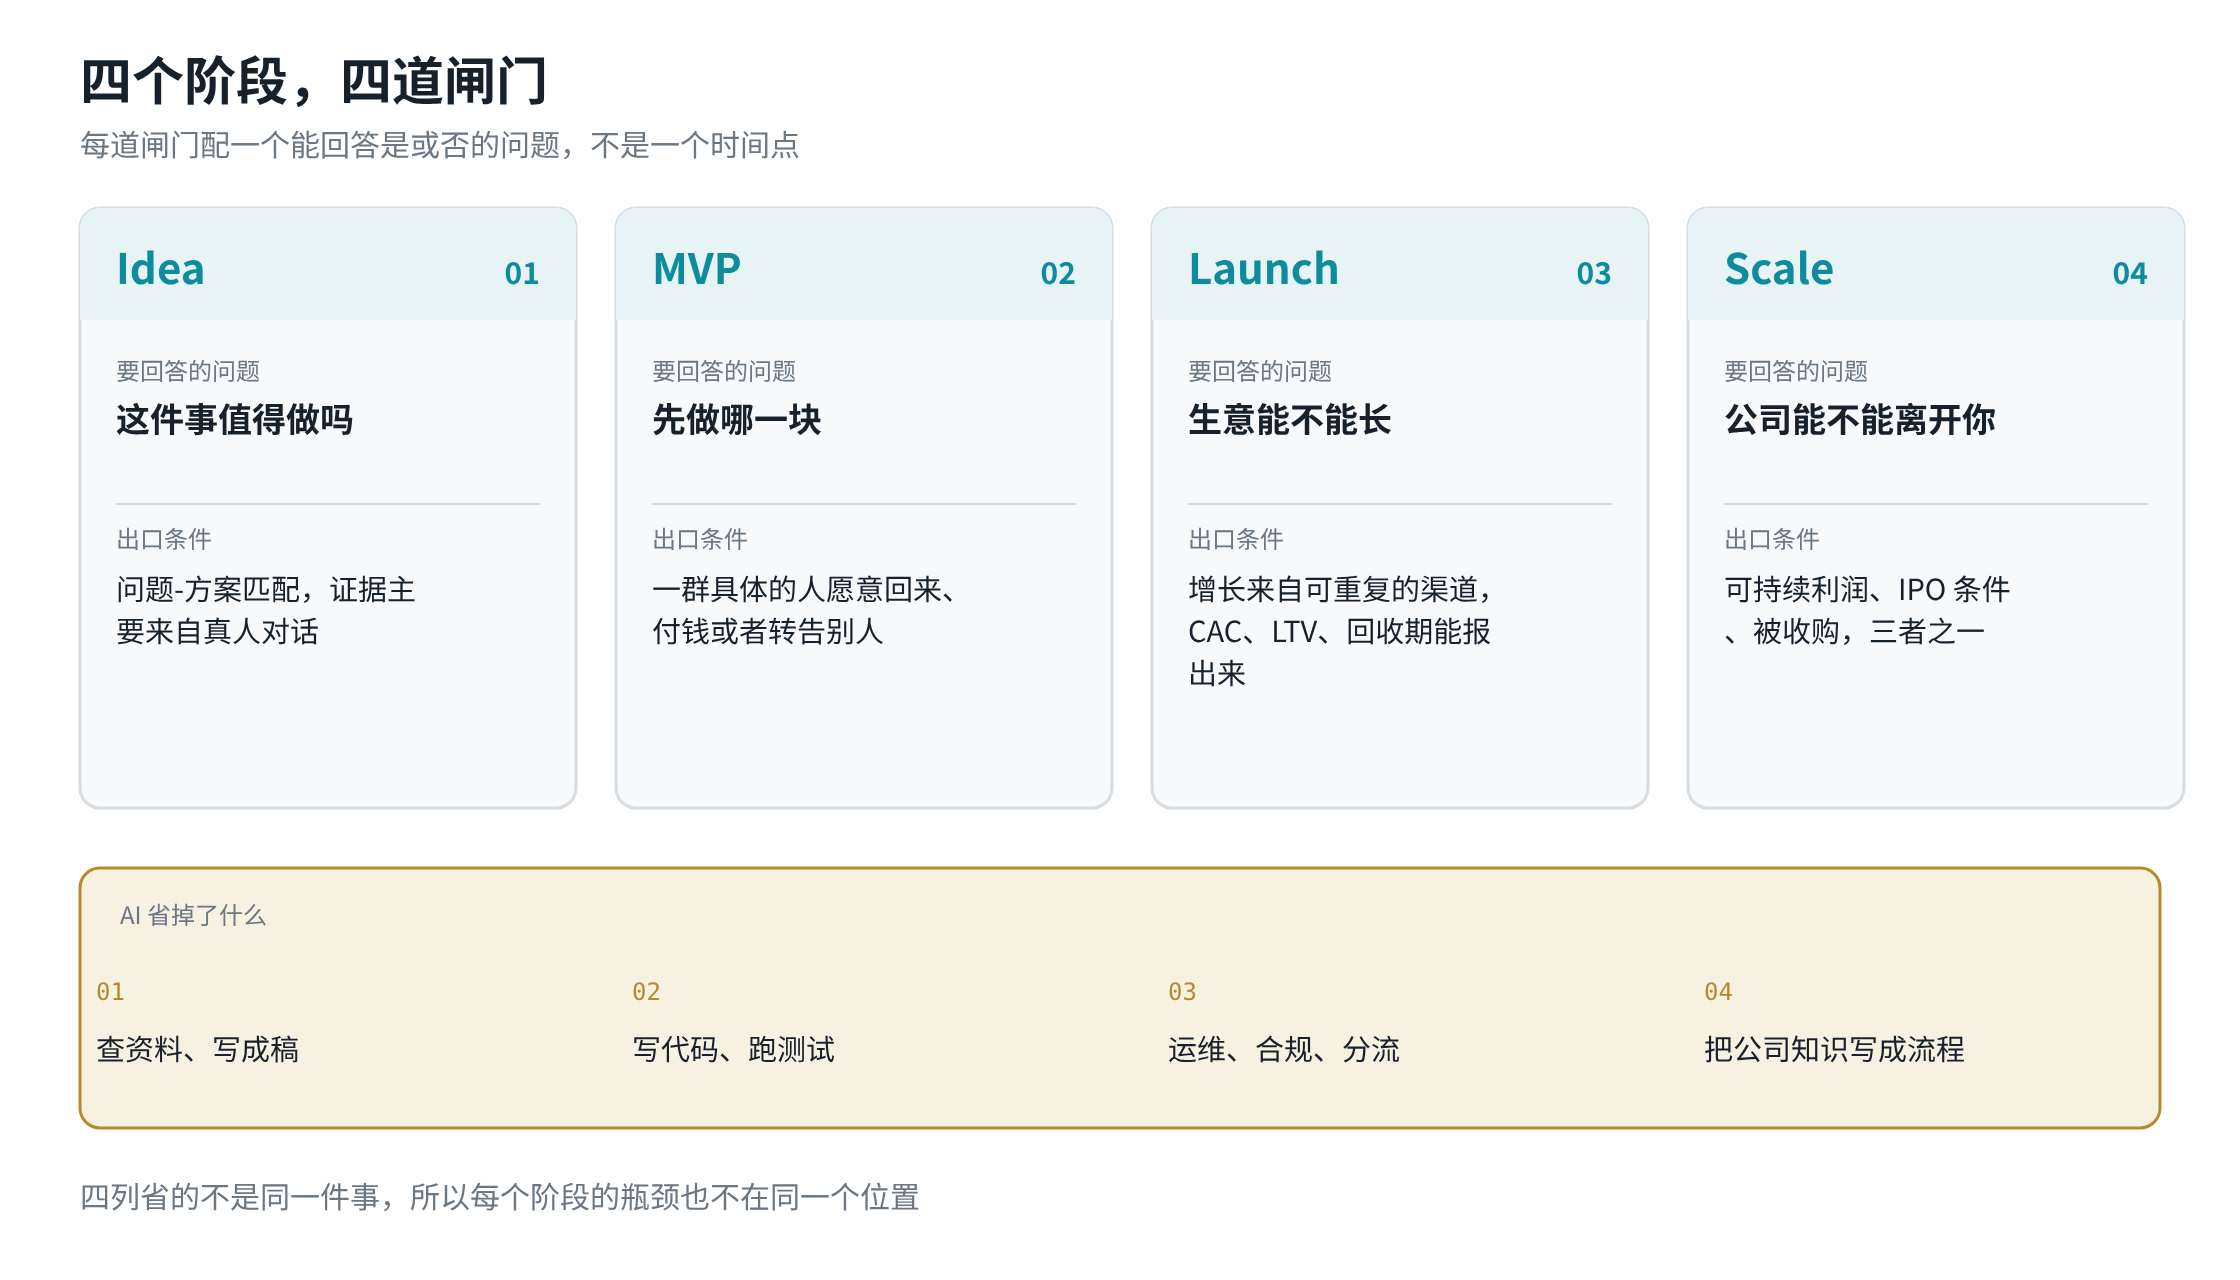 四个阶段，四道闸门
每道闸门配一个能回答是或否的问题，不是一个时间点
Idea
01
要回答的问题
这件事值得做吗
出口条件
问题-方案匹配，证据主
要来自真人对话
MVP
02
要回答的问题
先做哪一块
出口条件
一群具体的人愿意回来、
付钱或者转告别人
Launch
03
要回答的问题
生意能不能长
出口条件
增长来自可重复的渠道，
CAC、LTV、回收期能报
出来
Scale
04
要回答的问题
公司能不能离开你
出口条件
可持续利润、IPO 条件
、被收购，三者之一
AI 省掉了什么
01
查资料、写成稿
02
写代码、跑测试
03
运维、合规、分流
04
把公司知识写成流程
四列省的不是同一件事，所以每个阶段的瓶颈也不在同一个位置